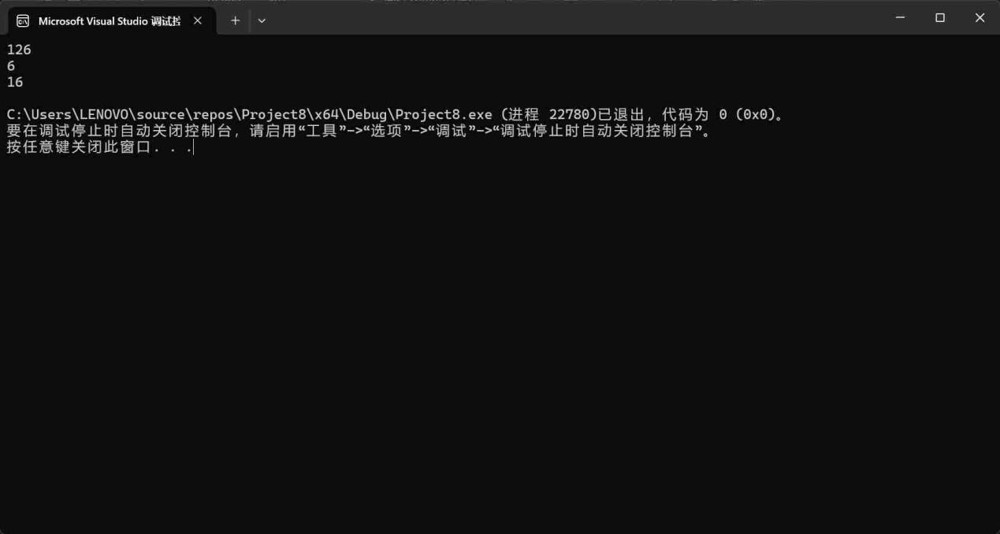 Microsoft Visual Studio 调试控
126
6
16
C:\Users\LENOVO\source\repos\Project8\x64\Debug\Project8.exe (进程 22780)已退出，代码为 0 (0x0)。
要在调试停止时自动关闭控制台，请启用“工具”->“选项”->“调试”->“调试停止时自动关闭控制台”。
按任意键关闭此窗口. . .